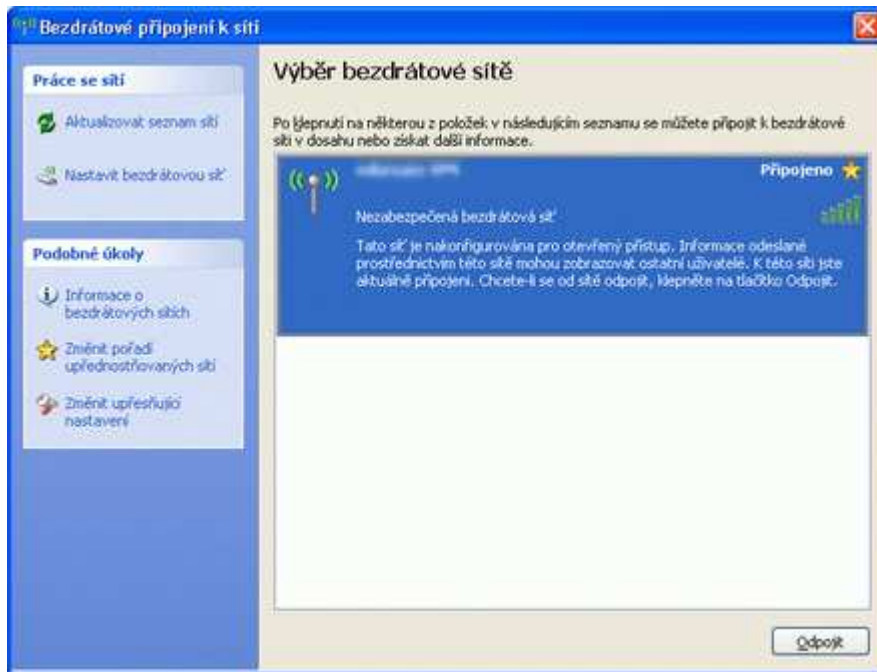 Bezdrátové připojení k síti
Práce se sítí
Aktualizovat seznam sítí
Nastavit bezdrátovou síť
Podobné úkoly
Informace o
bezdrátových sítích
Změnit pořadí
upřednostňovaných sítí
Změnit upřesňující
nastavení
Výběr bezdrátové sítě
Po klepnutí na některou z položek v následujícím seznamu se můžete připojit k bezdrátové
síti v dosahu nebo získat další informace.
Připojeno
Nezabezpečená bezdrátová síť
Tato síť je nakonfigurována pro otevřený přístup. Informace odeslané
prostřednictvím této sítě mohou zobrazovat ostatní uživatelé. K této síti jste
aktuálně připojeni. Chcete-li se od sítě odpojit, klepněte na tlačítko Odpojit.
Odpojit